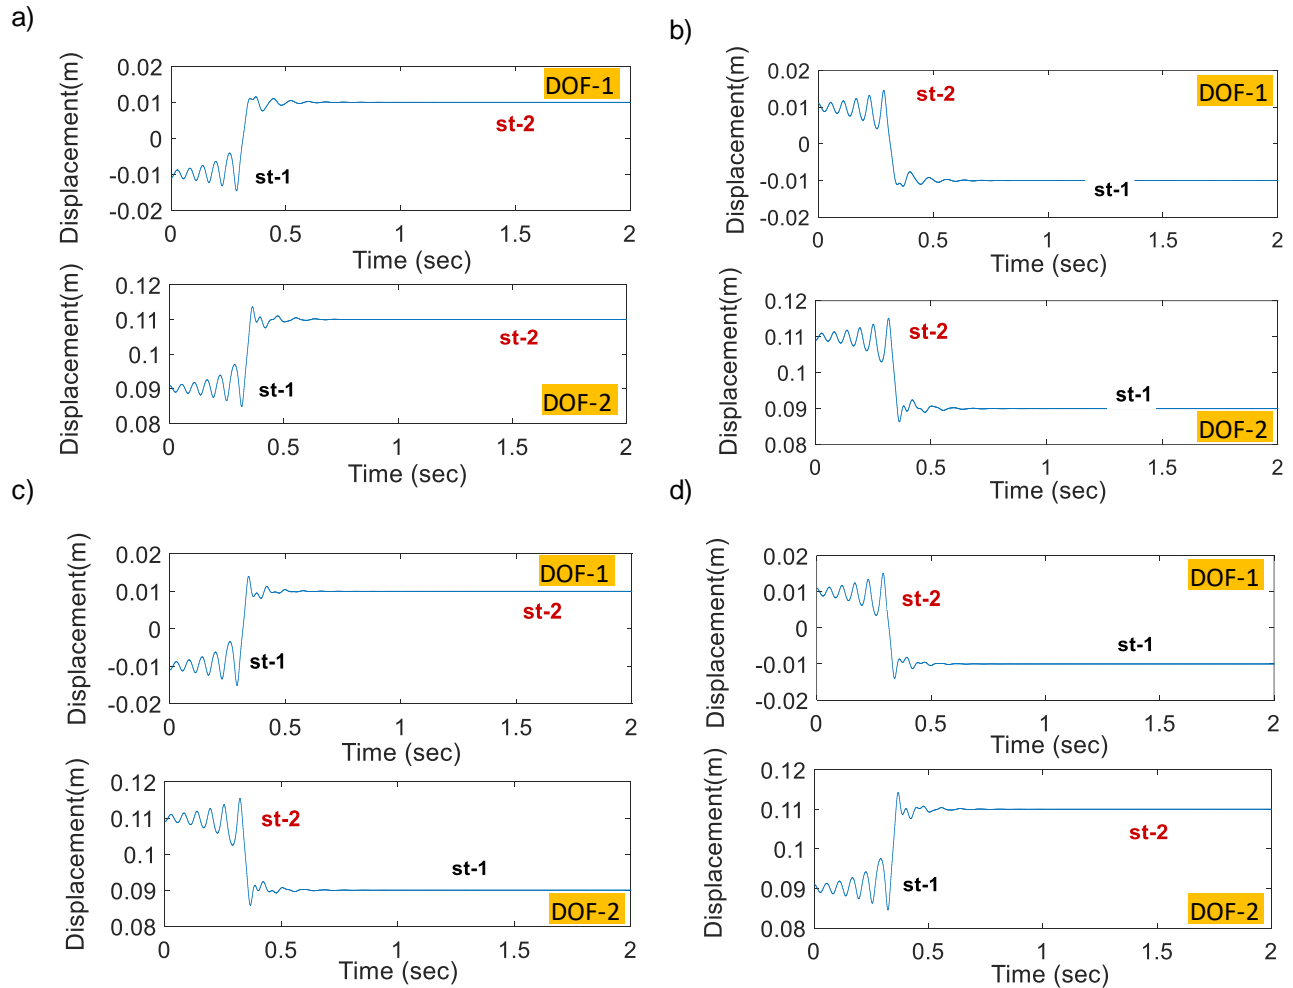 a)
Displacement(m)
0.02
0.01
0
-0.01
-0.02
DOF-1
st-2
st-1
0
0.5
1
1.5
2
Time (sec)
Displacement(m)
0.12
0.11
0.1
0.09
0.08
st-2
st-1
DOF-2
0
0.5
1
1.5
2
Time (sec)
b)
Displacement(m)
0.02
0.01
0
-0.01
-0.02
st-2
DOF-1
st-1
0
0.5
1
1.5
2
Time (sec)
Displacement(m)
0.12
0.11
0.1
0.09
0.08
st-2
st-1
DOF-2
0
0.5
1
1.5
2
Time (sec)
c)
Displacement(m)
0.02
0.01
0
-0.01
-0.02
DOF-1
st-2
st-1
0
0.5
1
1.5
2
Time (sec)
Displacement(m)
0.12
0.11
0.1
0.09
0.08
st-2
st-1
DOF-2
0
0.5
1
1.5
2
Time (sec)
d)
Displacement(m)
0.02
0.01
0
-0.01
-0.02
DOF-1
st-2
st-1
0
0.5
1
1.5
2
Time (sec)
Displacement(m)
0.12
0.11
0.1
0.09
0.08
st-2
st-1
DOF-2
0
0.5
1
1.5
2
Time (sec)